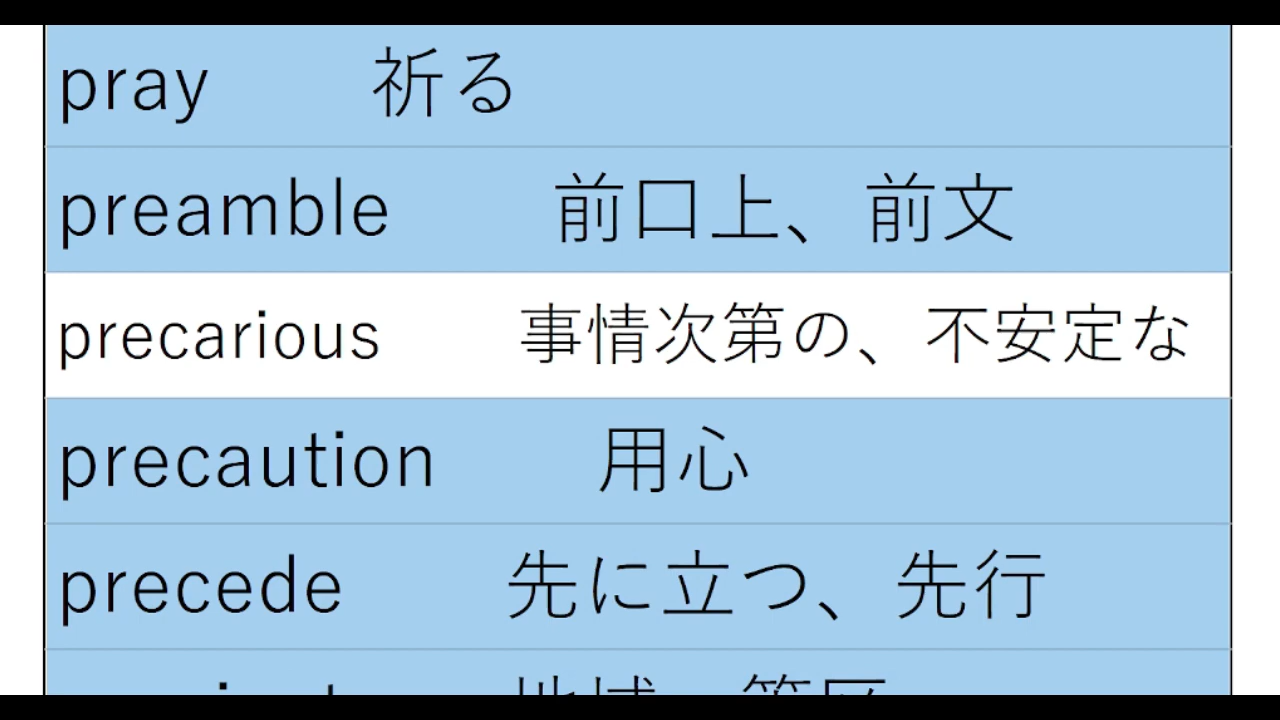 pray 祈る
preamble 前口上、前文
precarious 事情次第の、不安定な
precaution 用心
precede 先に立つ、先行